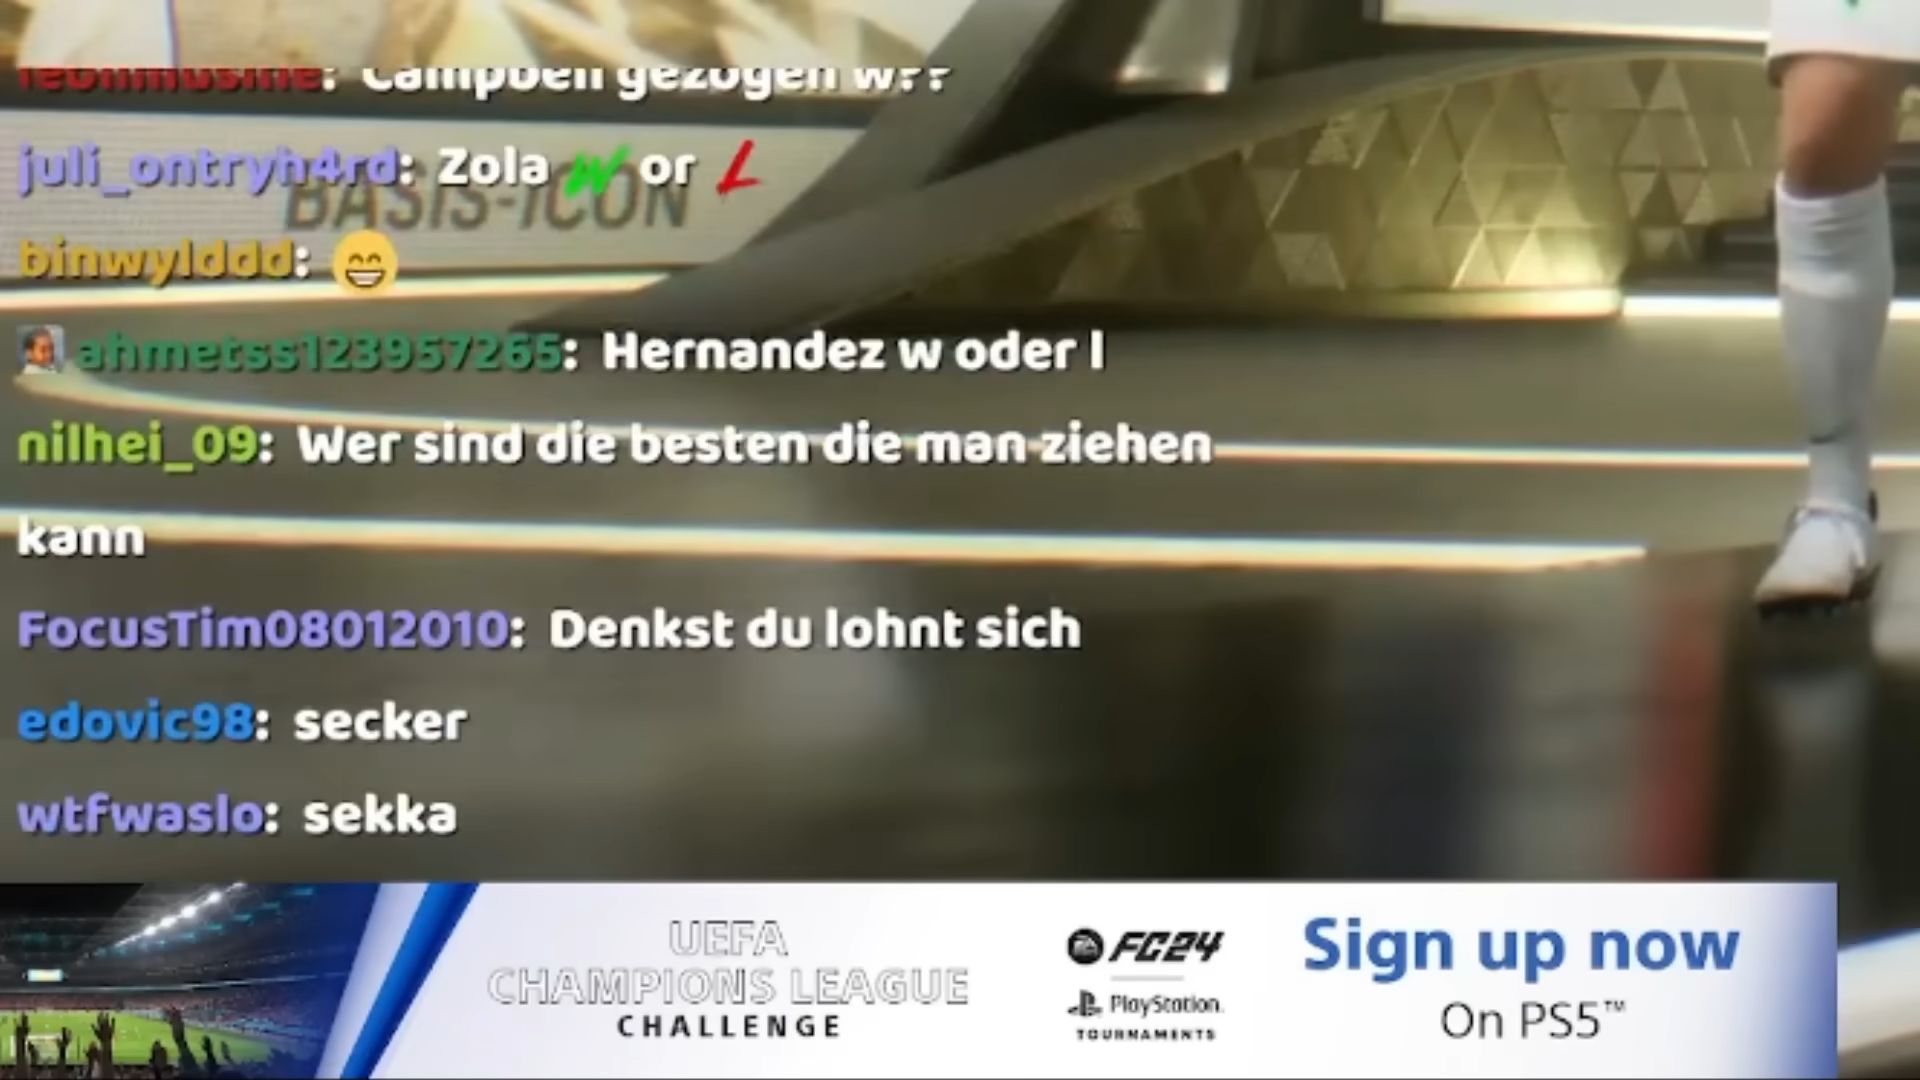 Campbell gezogen w??
juli_ontryh4rd: Zola W or L
BASIS-ICON
binwylddd: 😁
ahmetss123957265: Hernandez w oder l
nilhei_09: Wer sind die besten die man ziehen
kann
FocusTim08012010: Denkst du lohnt sich
edovic98: secker
wtfwaslo: sekka
UEFA
CHAMPIONS LEAGUE
CHALLENGE
FC24
PlayStation
TOURNAMENTS
Sign up now
On PS5™